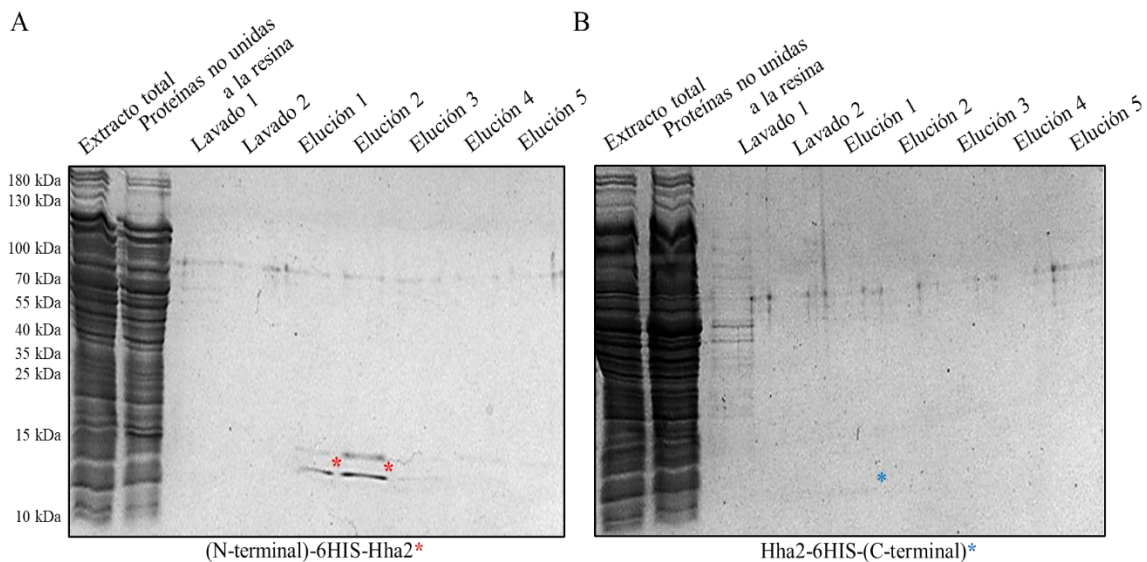 A
B
Extracto total
Proteínas no unidas
a la resina
Lavado 1
Lavado 2
Elución 1
Elución 2
Elución 3
Elución 4
Elución 5
Extracto total
Proteínas no unidas
a la resina
Lavado 1
Lavado 2
Elución 1
Elución 2
Elución 3
Elución 4
Elución 5
180 kDa
130 kDa
100 kDa
70 kDa
55 kDa
40 kDa
35 kDa
25 kDa
15 kDa
10 kDa
*
*
*
(N-terminal)-6HIS-Hha2*
Hha2-6HIS-(C-terminal)*